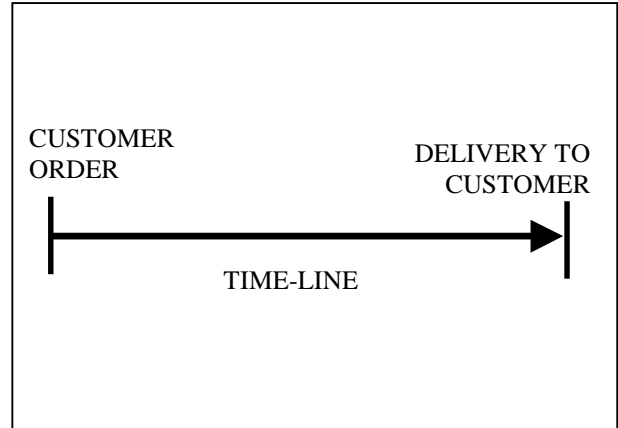 CUSTOMER
ORDER
DELIVERY TO
CUSTOMER
TIME-LINE